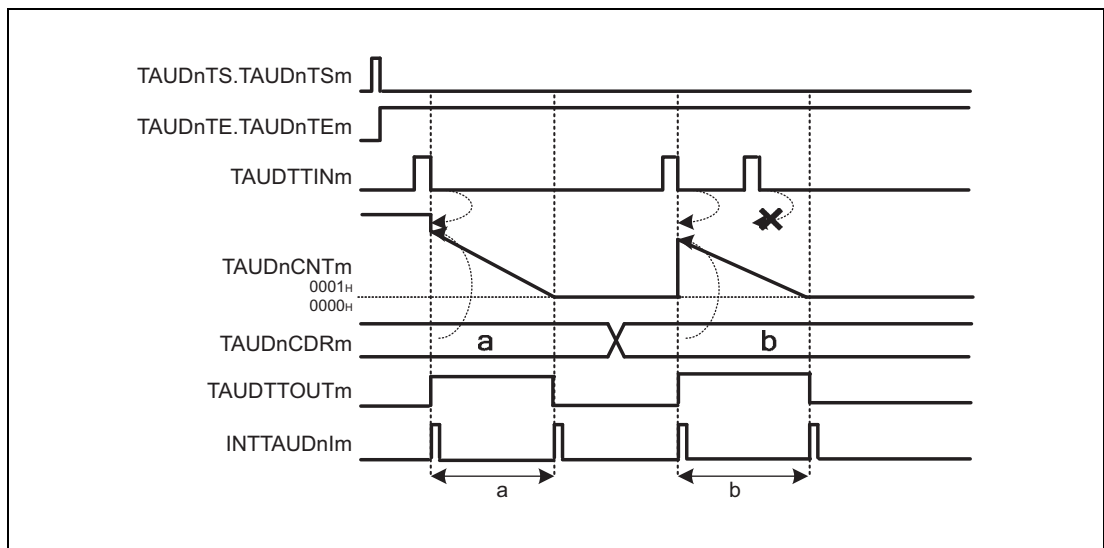 TAUDnTS.TAUDnTSm
TAUDnTE.TAUDnTEm
TAUDTTINm
TAUDnCNTm
0001H
0000H
TAUDnCDRm
a
b
TAUDTTOUTm
INTTAUDnIm
a
b